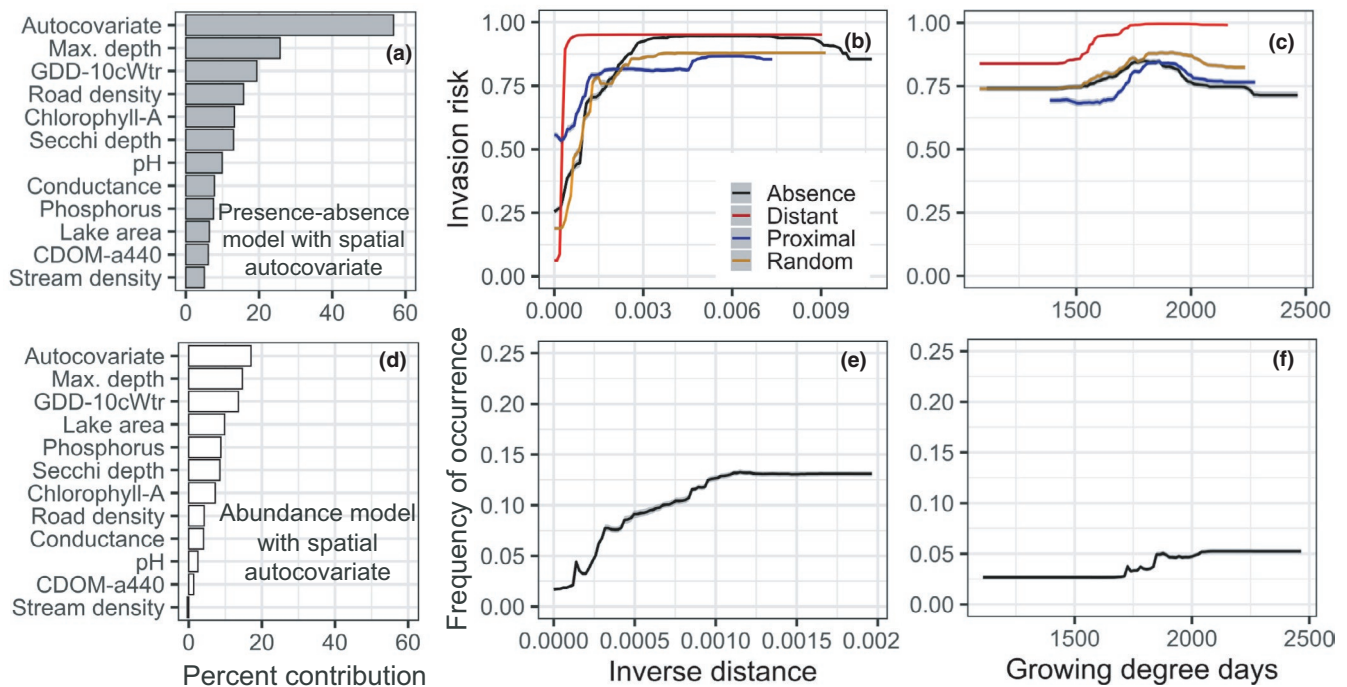 Autocovariate
Max. depth
GDD-10cWtr
Road density
Chlorophyll-A
Secchi depth
pH
Conductance
Phosphorus
Lake area
CDOM-a440
Stream density
(a)
Presence-absence
model with spatial
autocovariate
0 20 40 60
Invasion risk
1.00
0.75
0.50
0.25
0.00
(b)
Absence
Distant
Proximal
Random
0.000 0.003 0.006 0.009
1.00
0.75
0.50
0.25
0.00
(c)
1500 2000 2500
Autocovariate
Max. depth
GDD-10cWtr
Lake area
Phosphorus
Secchi depth
Chlorophyll-A
Road density
Conductance
pH
CDOM-a440
Stream density
(d)
Abundance model
with spatial
autocovariate
0 20 40 60
Percent contribution
Frequency of occurrence
0.25
0.20
0.15
0.10
0.05
0.00
(e)
0.0000 0.0005 0.0010 0.0015 0.002
Inverse distance
0.25
0.20
0.15
0.10
0.05
0.00
(f)
1500 2000 2500
Growing degree days